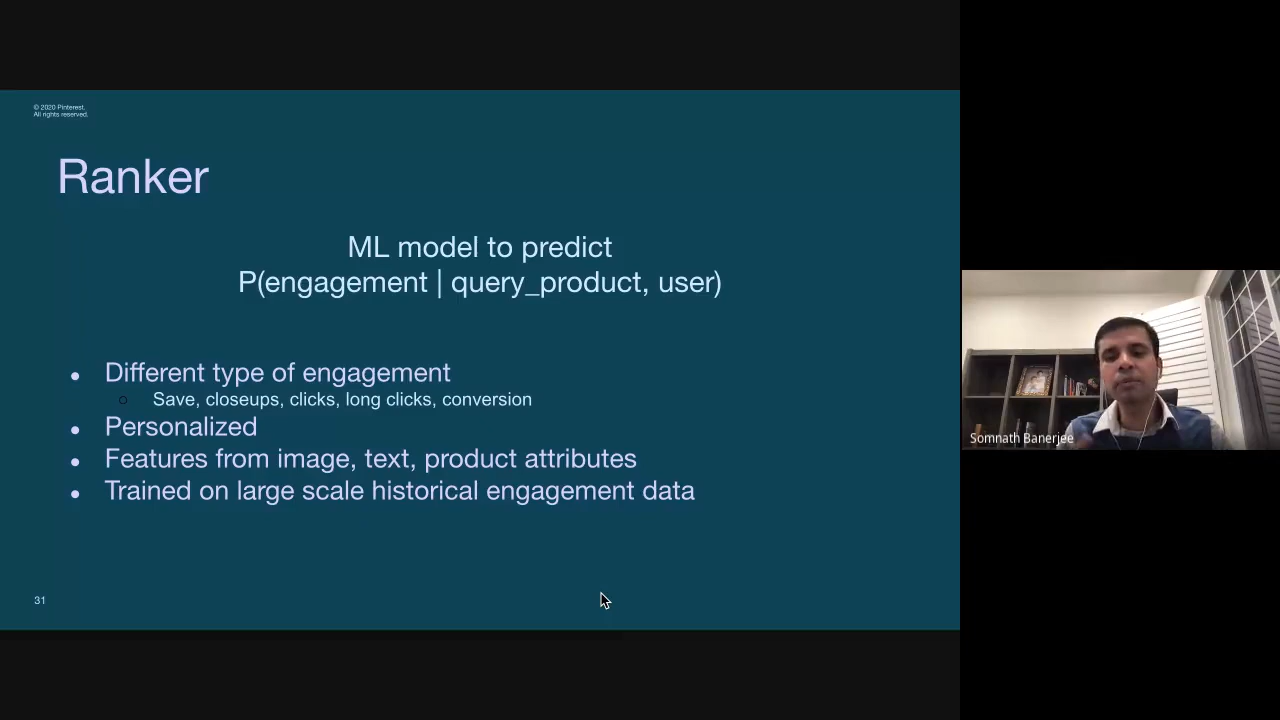 © 2020 Pinterest.
All rights reserved.
Ranker
ML model to predict
P(engagement | query_product, user)
● Different type of engagement
○ Save, closeups, clicks, long clicks, conversion
● Personalized
● Features from image, text, product attributes
● Trained on large scale historical engagement data
31
Somnath Banerjee